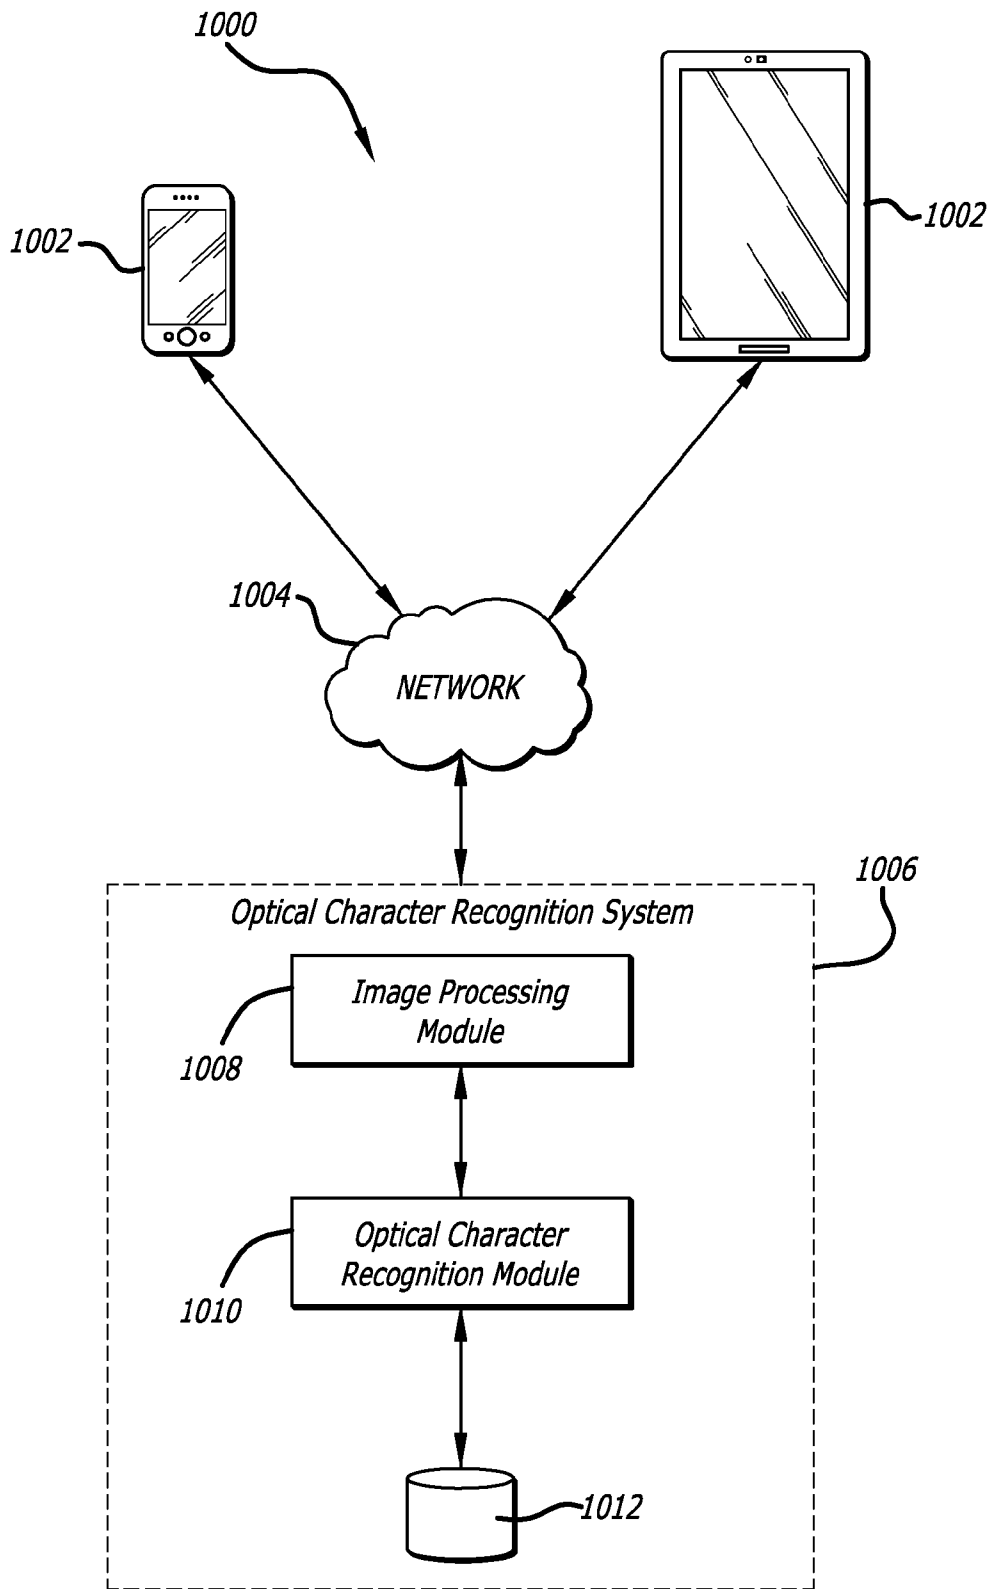 1000
1002
1002
1004
NETWORK
1006
Optical Character Recognition System
Image Processing
Module
1008
Optical Character
Recognition Module
1010
1012